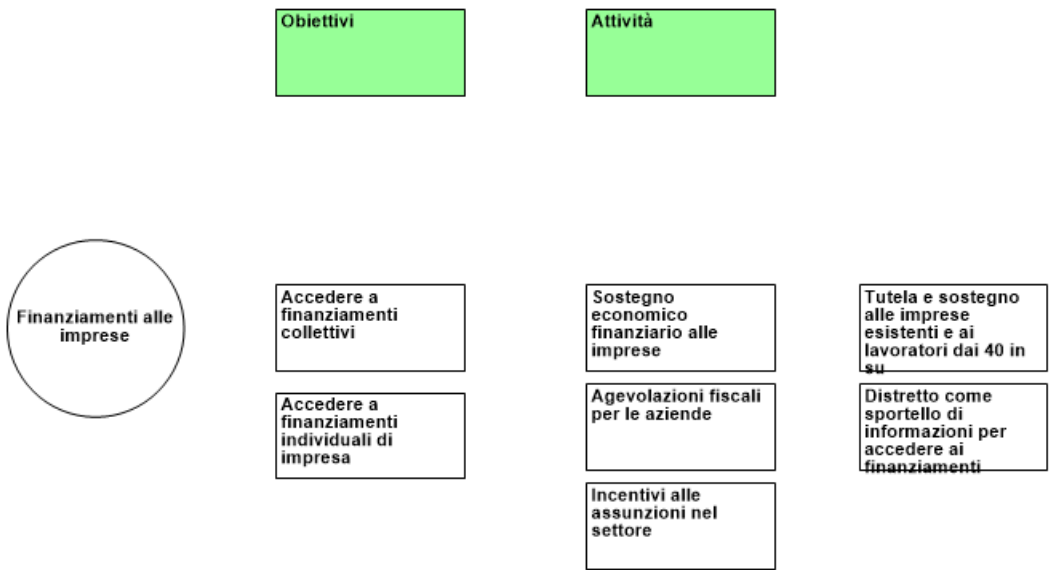 Obiettivi
Attività
Finanziamenti alle
imprese
Accedere a
finanziamenti
collettivi
Accedere a
finanziamenti
individuali di
impresa
Sostegno
economico
finanziario alle
imprese
Agevolazioni fiscali
per le aziende
Incentivi alle
assunzioni nel
settore
Tutela e sostegno
alle imprese
esistenti e ai
lavoratori dai 40 in
su
Distretto come
sportello di
informazioni per
accedere ai
finanziamenti